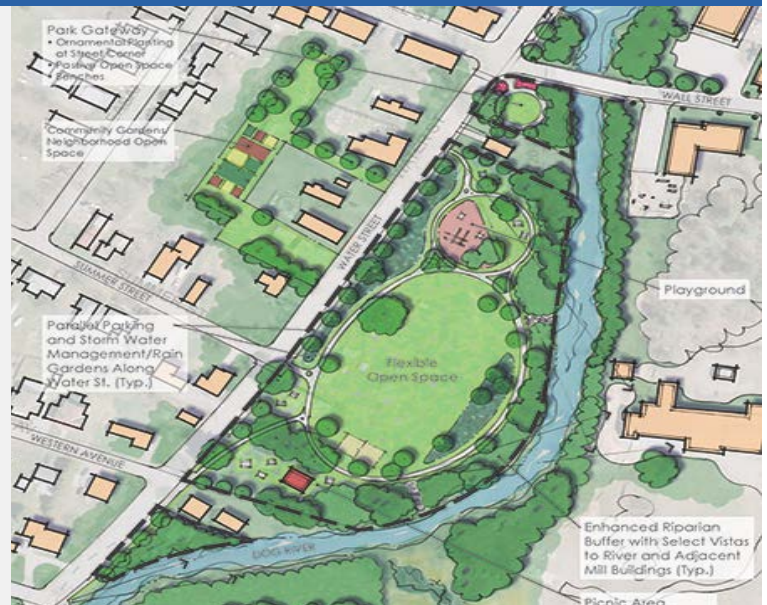 Park Gateway
• Ornamental Planting
at Street Corner
• Passive Open Space
• Benches
WALL STREET
Community Gardens/
Neighborhood Open
Space
WATER STREET
SUMMER STREET
Playground
Parallel Parking
and Storm Water
Management/Rain
Gardens Along
Water St. (Typ.)
Flexible
Open Space
WESTERN AVENUE
DOG RIVER
Enhanced Riparian
Buffer with Select Vistas
to River and Adjacent
Mill Buildings (Typ.)
Picnic Area